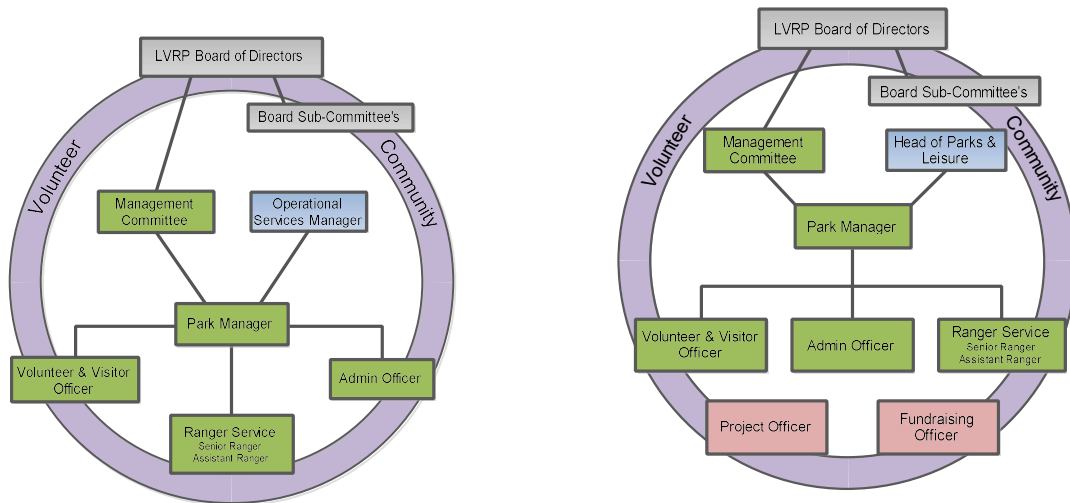 LVRP Board of Directors
Board Sub-Committee's
Volunteer
Community
Management
Committee
Operational
Services Manager
Park Manager
Volunteer & Visitor
Officer
Admin Officer
Ranger Service
Senior Ranger
Assistant Ranger
LVRP Board of Directors
Board Sub-Committee's
Volunteer
Community
Management
Committee
Head of Parks &
Leisure
Park Manager
Volunteer & Visitor
Officer
Admin Officer
Ranger Service
Senior Ranger
Assistant Ranger
Project Officer
Fundraising
Officer